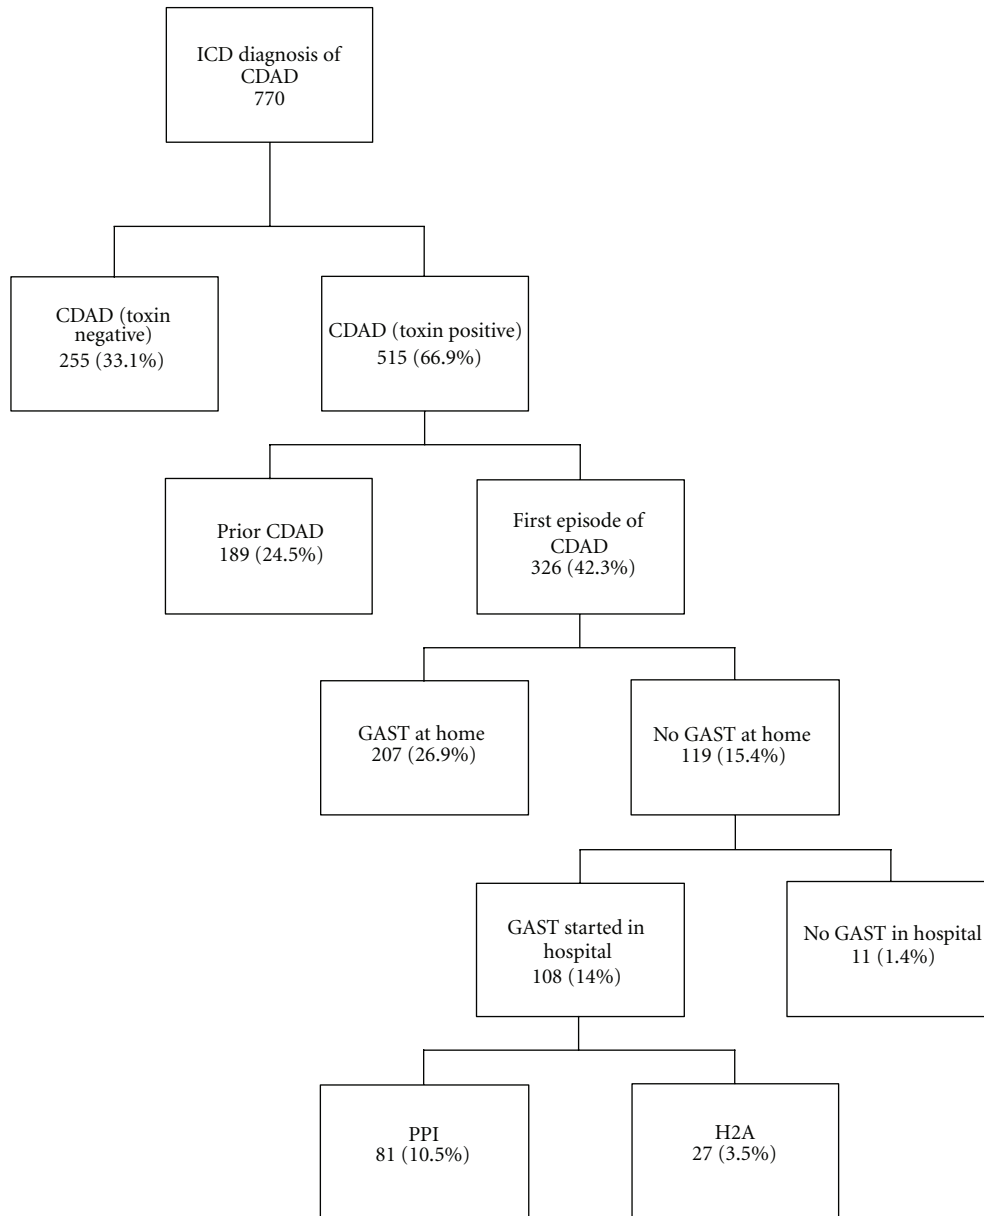 ICD diagnosis of
CDAD
770
CDAD (toxin
negative)
255 (33.1%)
CDAD (toxin positive)
515 (66.9%)
Prior CDAD
189 (24.5%)
First episode of
CDAD
326 (42.3%)
GAST at home
207 (26.9%)
No GAST at home
119 (15.4%)
GAST started in
hospital
108 (14%)
No GAST in hospital
11 (1.4%)
PPI
81 (10.5%)
H2A
27 (3.5%)